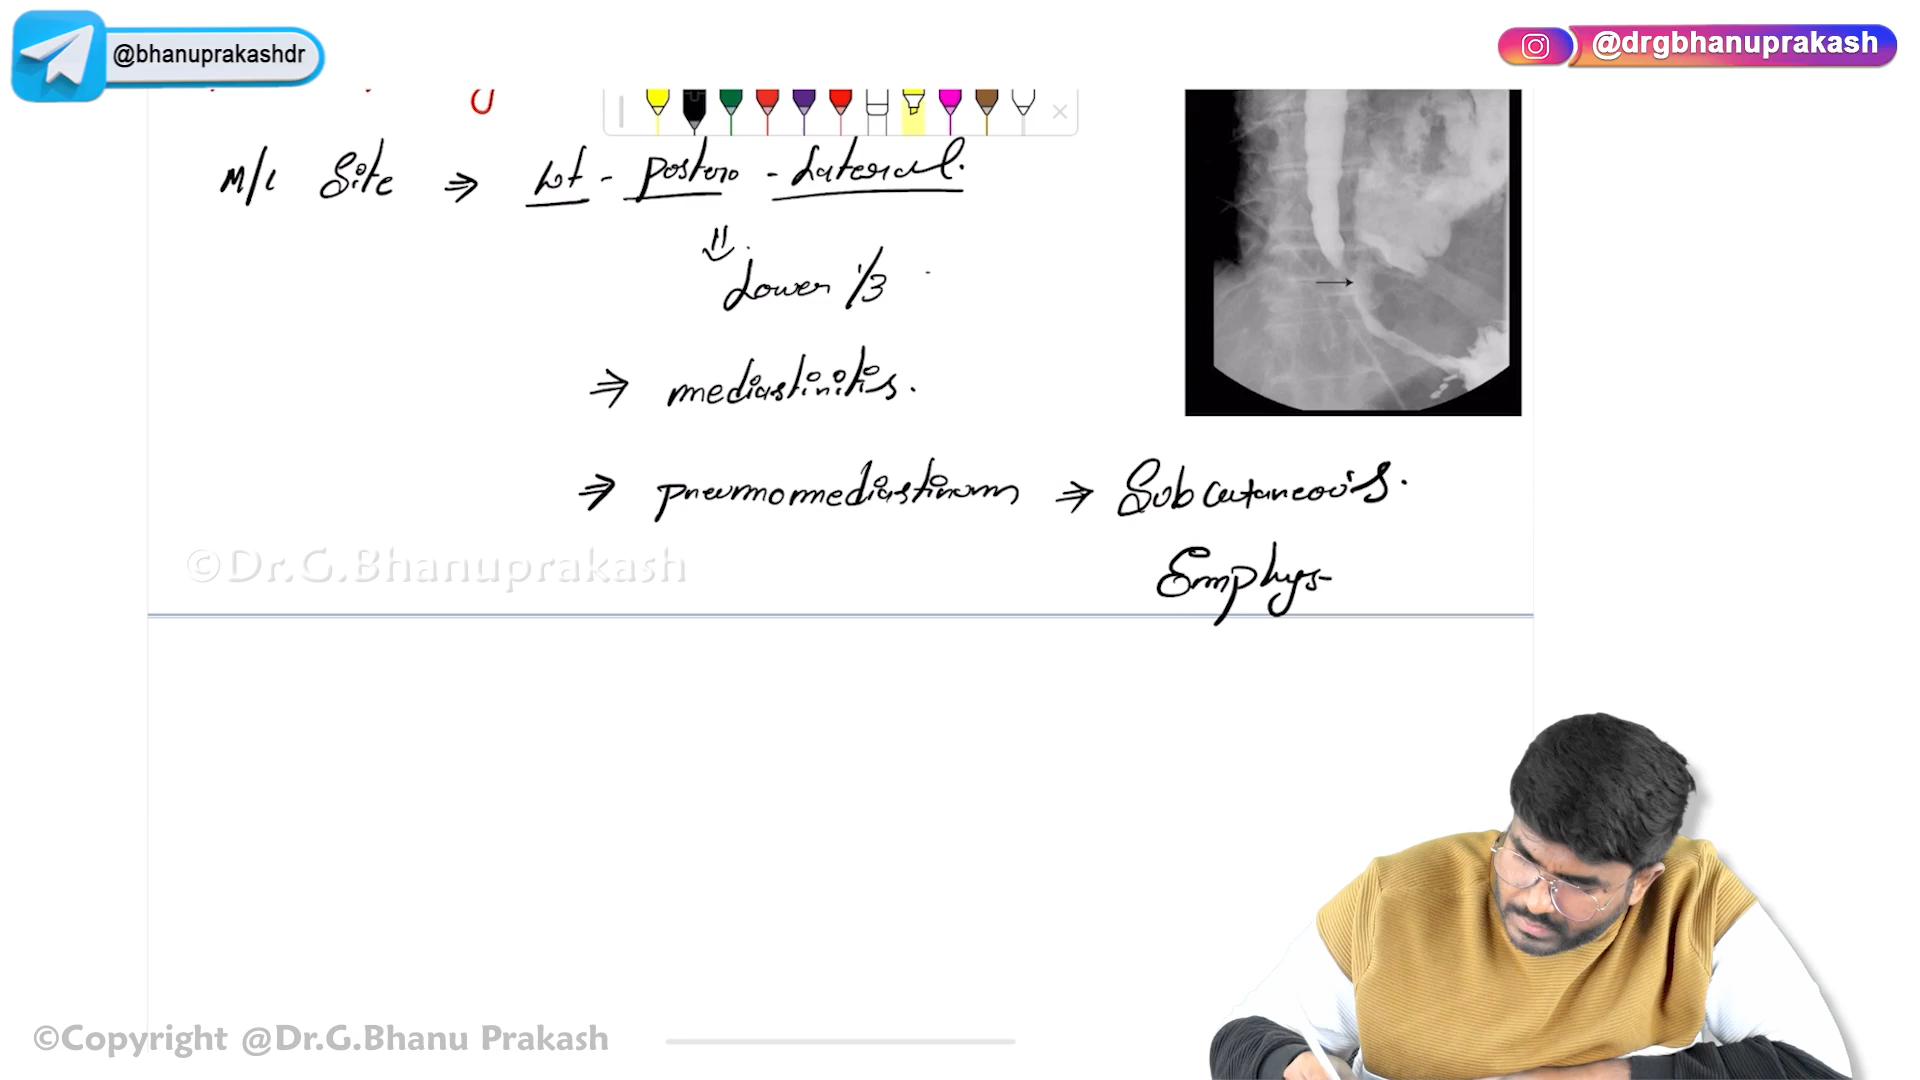 @bhanuprakashdr
@drgbhanuprakash
M/c Site ⇒ Lt - Postero - Lateral.
Lower 1/3
⇒ mediastinitis.
⇒ pneumomediastinum ⇒ Subcutaneous.
Emphys-
©Dr.G.Bhanuprakash
©Copyright @Dr.G.Bhanu Prakash